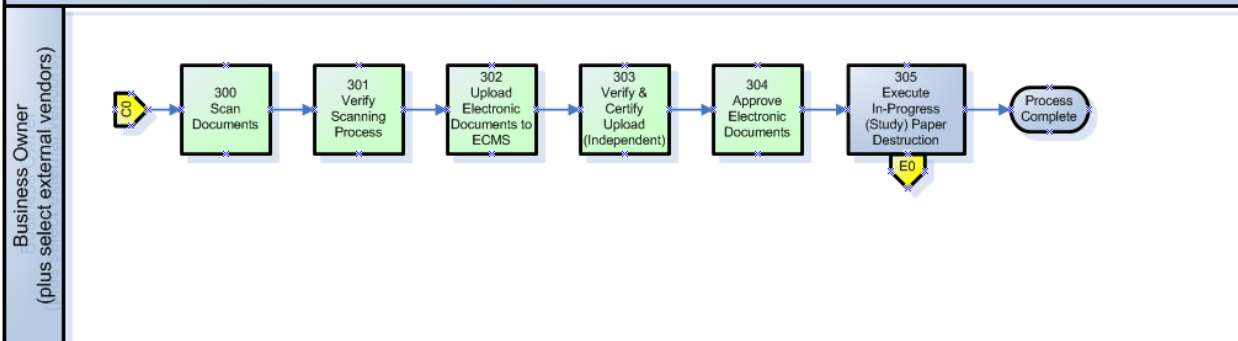 Business Owner
(plus select external vendors)
C0
300
Scan
Documents
301
Verify
Scanning
Process
302
Upload
Electronic
Documents to
ECMS
303
Verify &
Certify
Upload
(Independent)
304
Approve
Electronic
Documents
305
Execute
In-Progress
(Study) Paper
Destruction
E0
Process
Complete